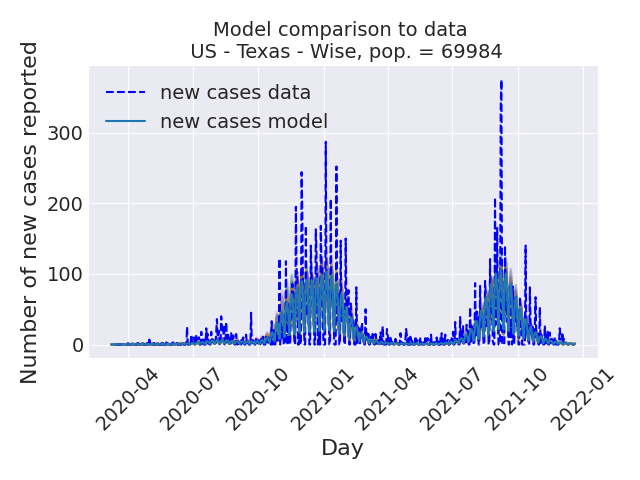 Model comparison to data
US - Texas - Wise, pop. = 69984
Number of new cases reported
300
200
100
0
new cases data
new cases model
2020-04
2020-07
2020-10
2021-01
2021-04
2021-07
2021-10
2022-01
Day